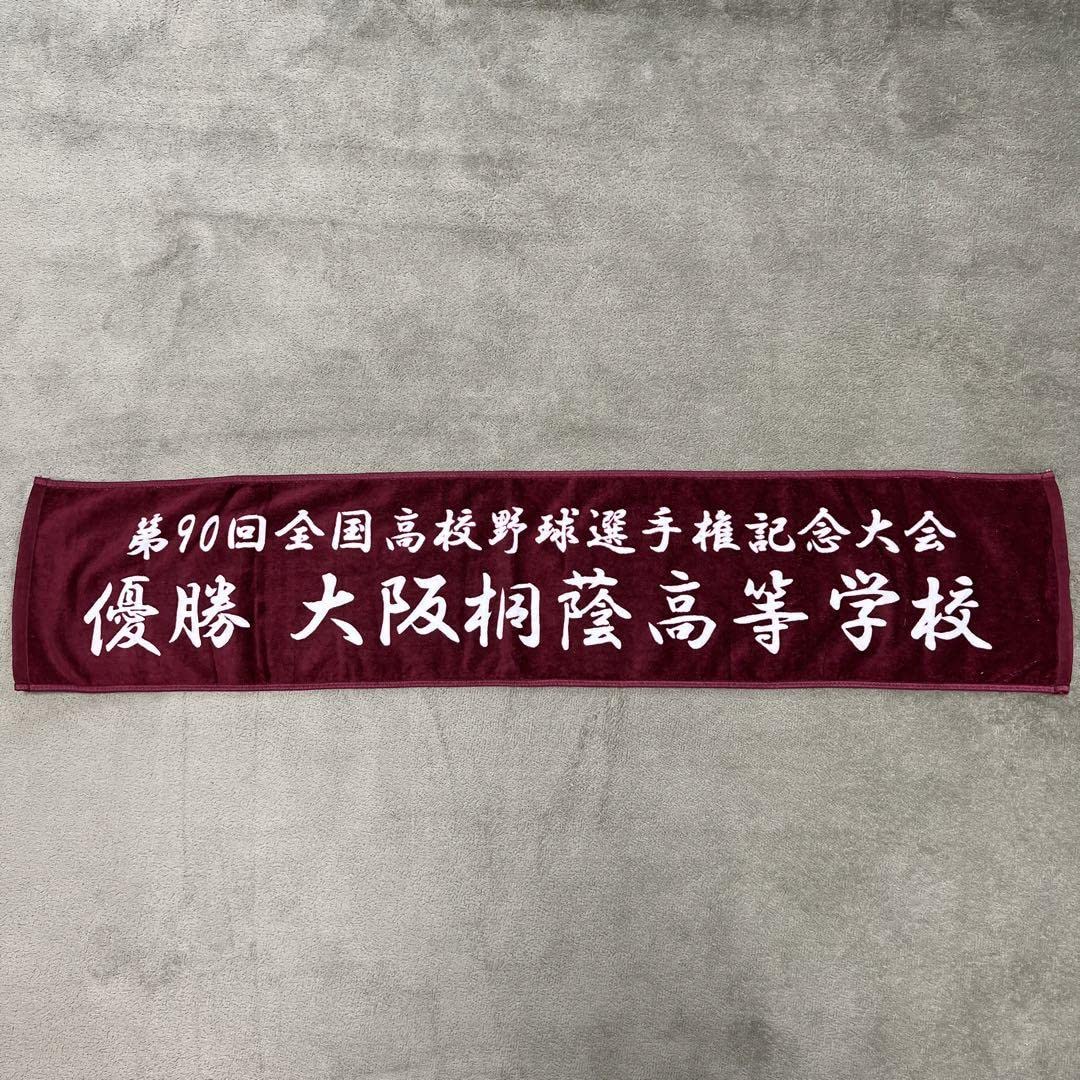 第90回全国高校野球選手権記念大会
優勝 大阪桐蔭高等学校